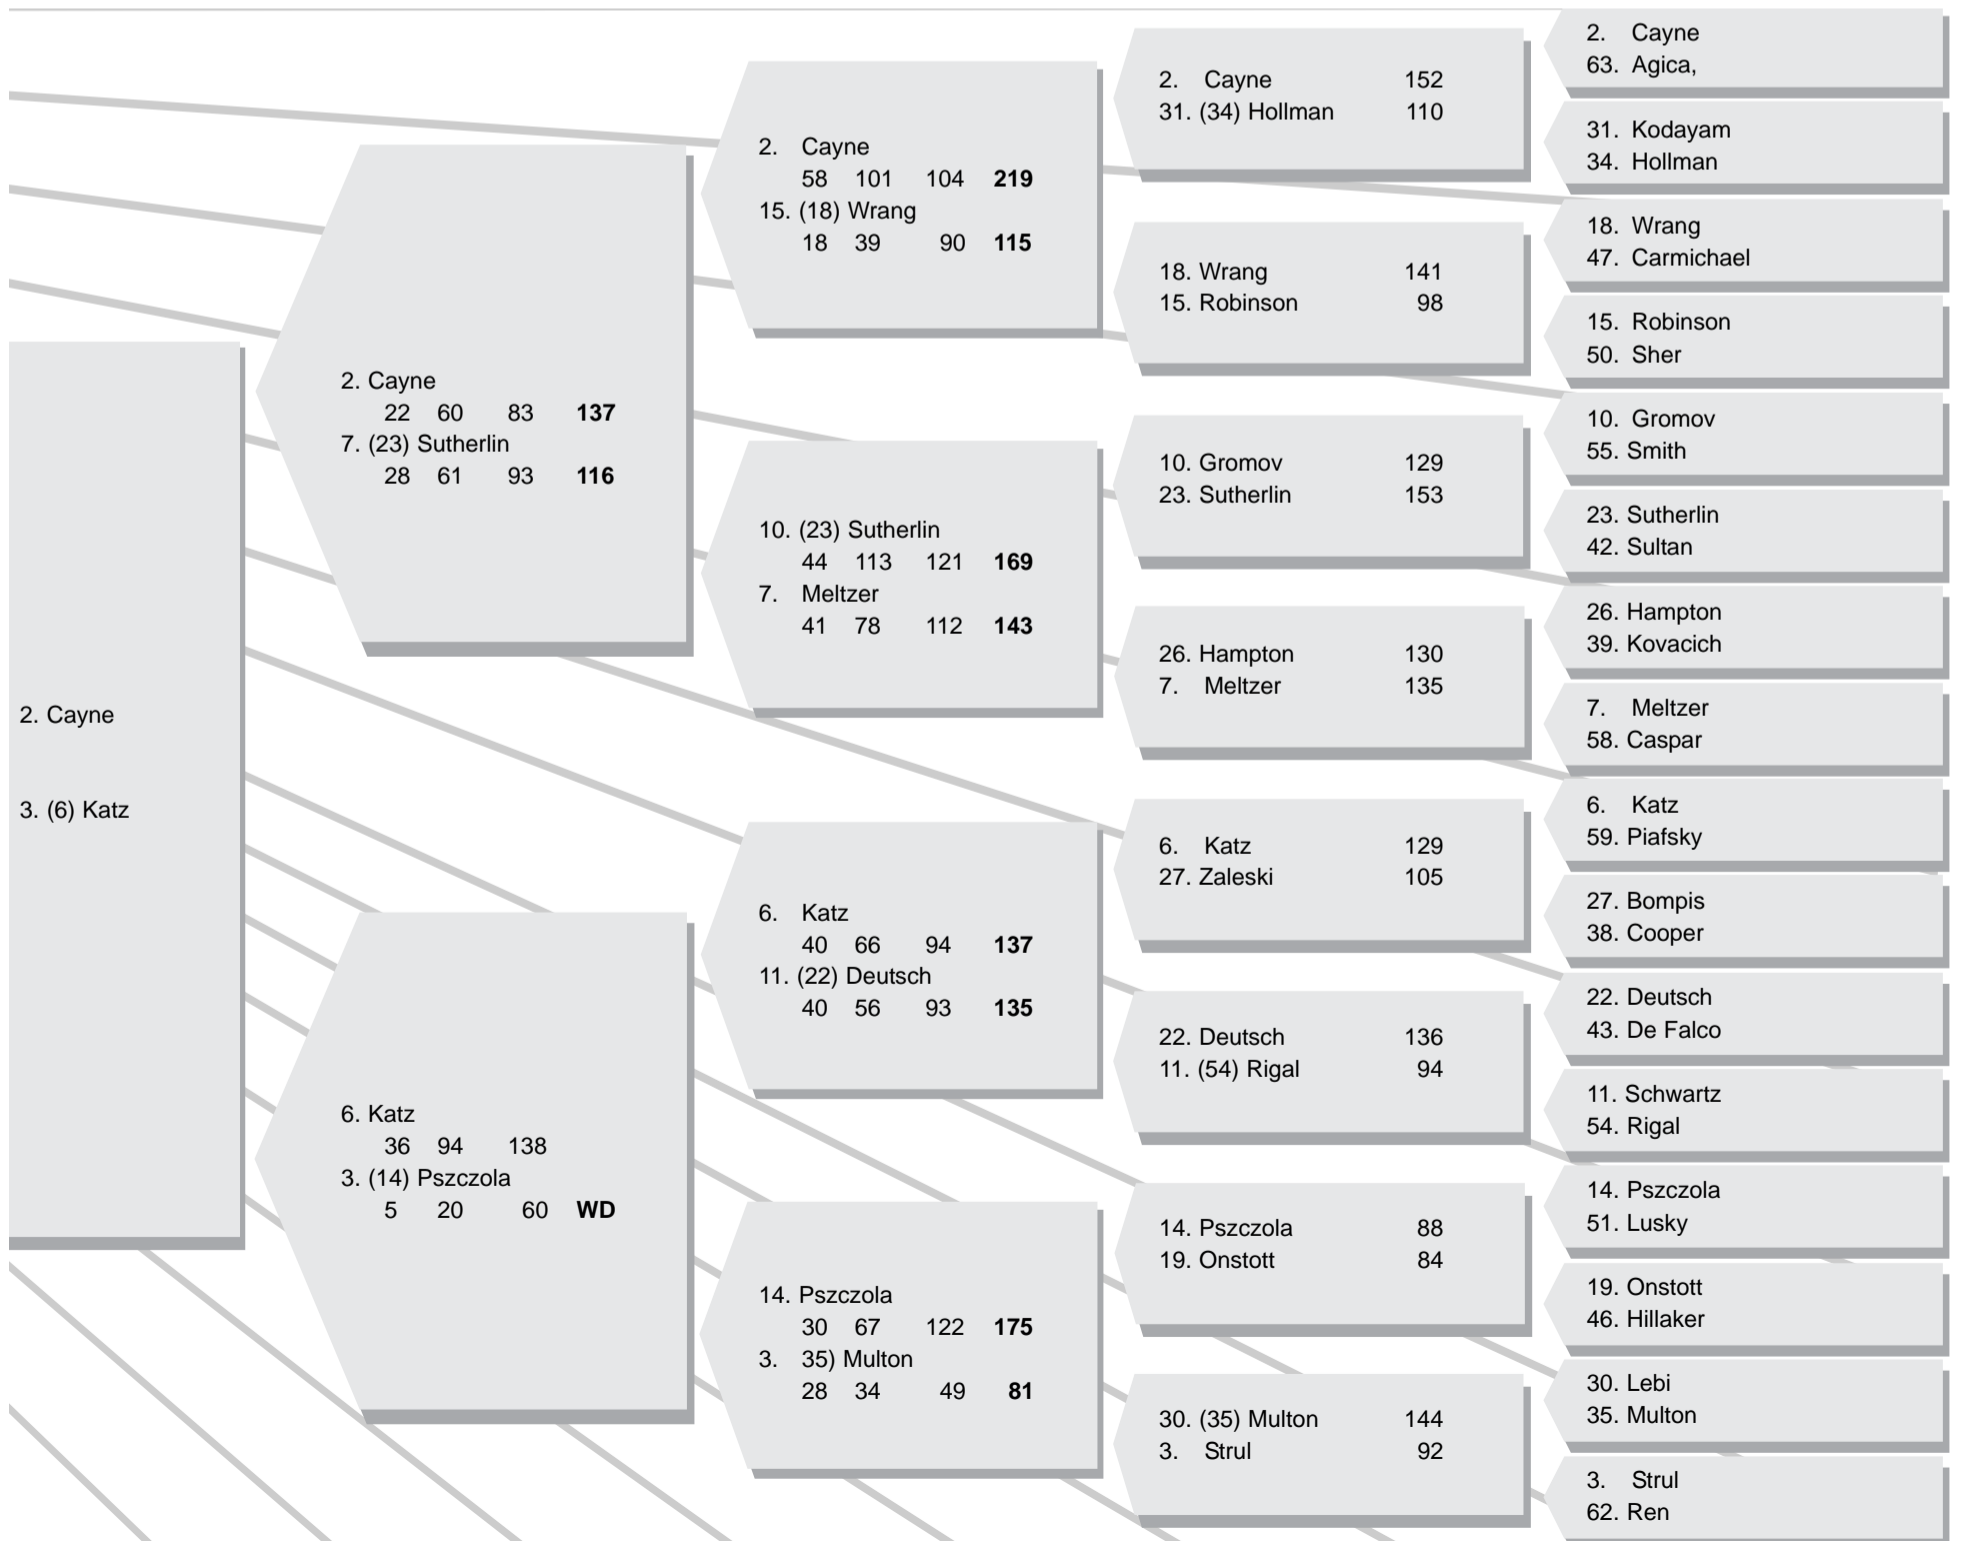 2. Cayne
3. (6) Katz
2. Cayne
22 60 83 137
7. (23) Sutherlin
28 61 93 116
6. Katz
36 94 138
3. (14) Pszczola
5 20 60 WD
2. Cayne
58 101 104 219
15. (18) Wrang
18 39 90 115
10. (23) Sutherlin
44 113 121 169
7. Meltzer
41 78 112 143
6. Katz
40 66 94 137
11. (22) Deutsch
40 56 93 135
14. Pszczola
30 67 122 175
3. 35) Multon
28 34 49 81
2. Cayne 152
31. (34) Hollman 110
18. Wrang 141
15. Robinson 98
10. Gromov 129
23. Sutherlin 153
26. Hampton 130
7. Meltzer 135
6. Katz 129
27. Zaleski 105
22. Deutsch 136
11. (54) Rigal 94
14. Pszczola 88
19. Onstott 84
30. (35) Multon 144
3. Strul 92
2. Cayne
63. Agica,
31. Kodayam
34. Hollman
18. Wrang
47. Carmichael
15. Robinson
50. Sher
10. Gromov
55. Smith
23. Sutherlin
42. Sultan
26. Hampton
39. Kovacich
7. Meltzer
58. Caspar
6. Katz
59. Piafsky
27. Bompis
38. Cooper
22. Deutsch
43. De Falco
11. Schwartz
54. Rigal
14. Pszczola
51. Lusky
19. Onstott
46. Hillaker
30. Lebi
35. Multon
3. Strul
62. Ren